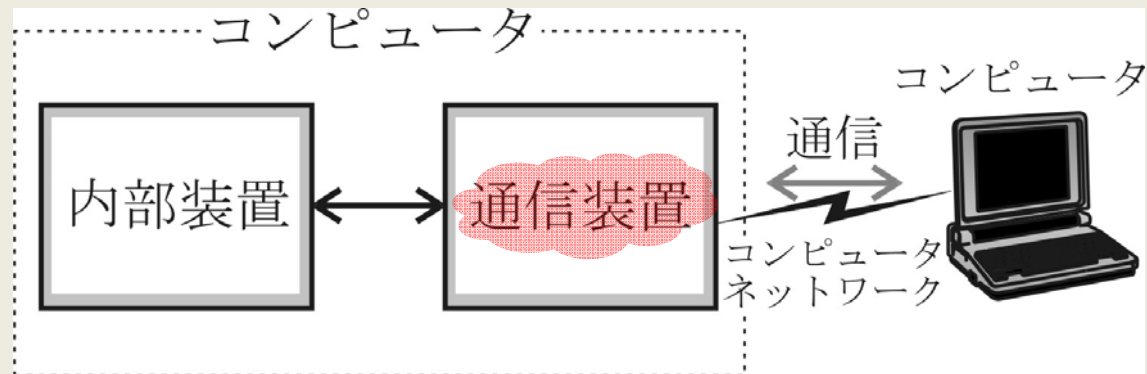 コンピュータ
コンピュータ
通信
内部装置
通信装置
コンピュータ
ネットワーク